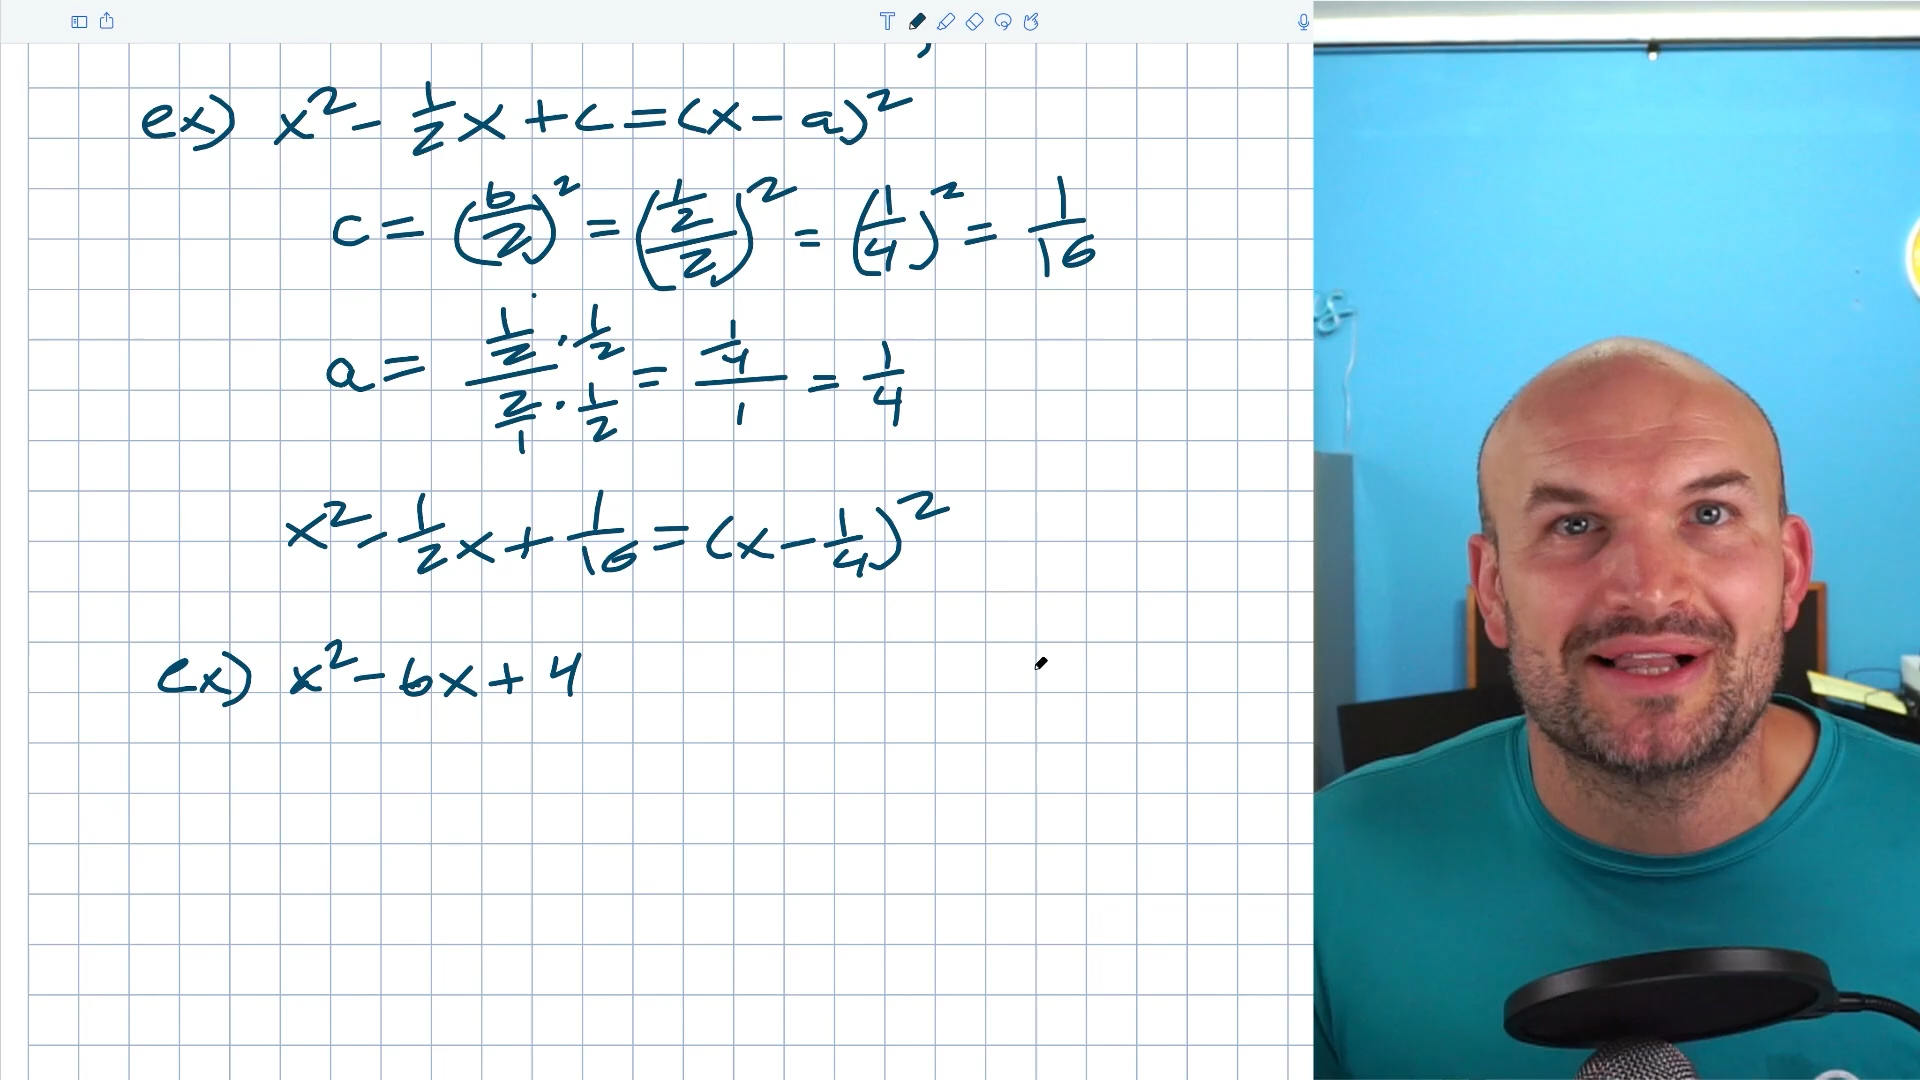 ex) x² - 1/2 x + c = (x - a)²
c = (b/2)² = ((1/2)/2)² = (1/4)² = 1/16
a = (1/2 · 1/2)/(2/1 · 1/2) = (1/4)/1 = 1/4
x² - 1/2 x + 1/16 = (x - 1/4)²
ex) x² - 6x + 4